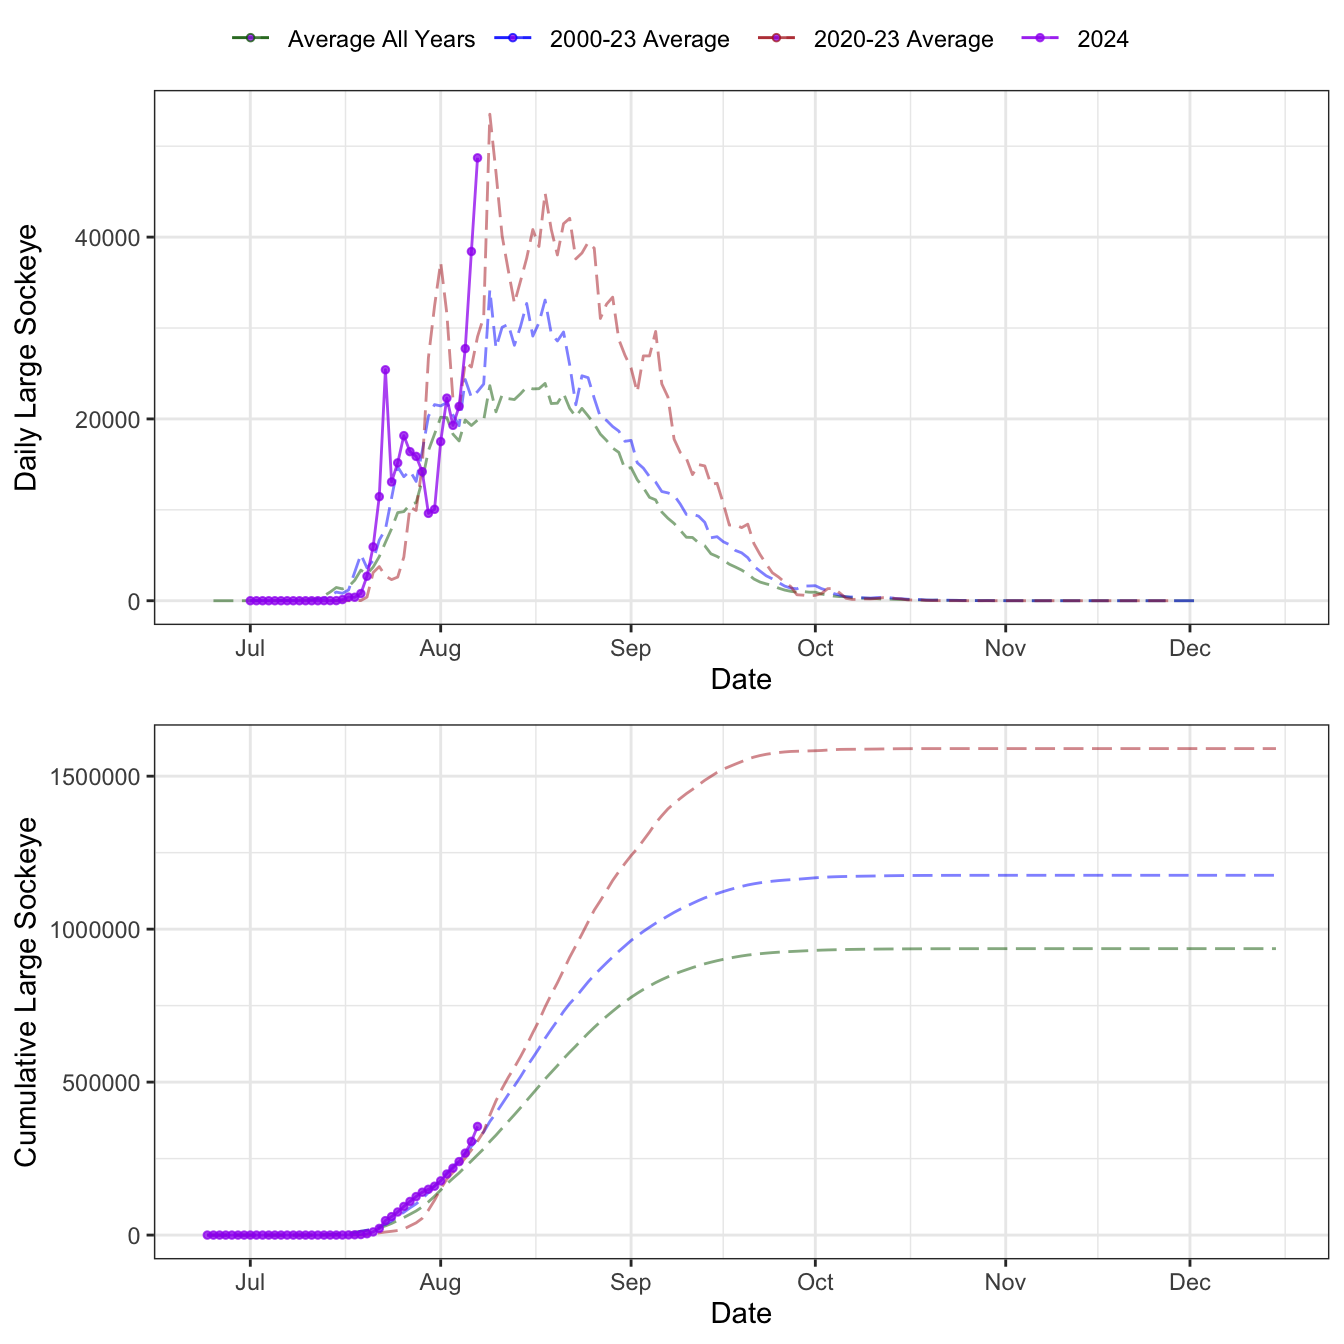 Average All Years 2000-23 Average 2020-23 Average 2024
Daily Large Sockeye
40000
20000
0
Jul Aug Sep Oct Nov Dec
Date
Cumulative Large Sockeye
1500000
1000000
500000
0
Jul Aug Sep Oct Nov Dec
Date